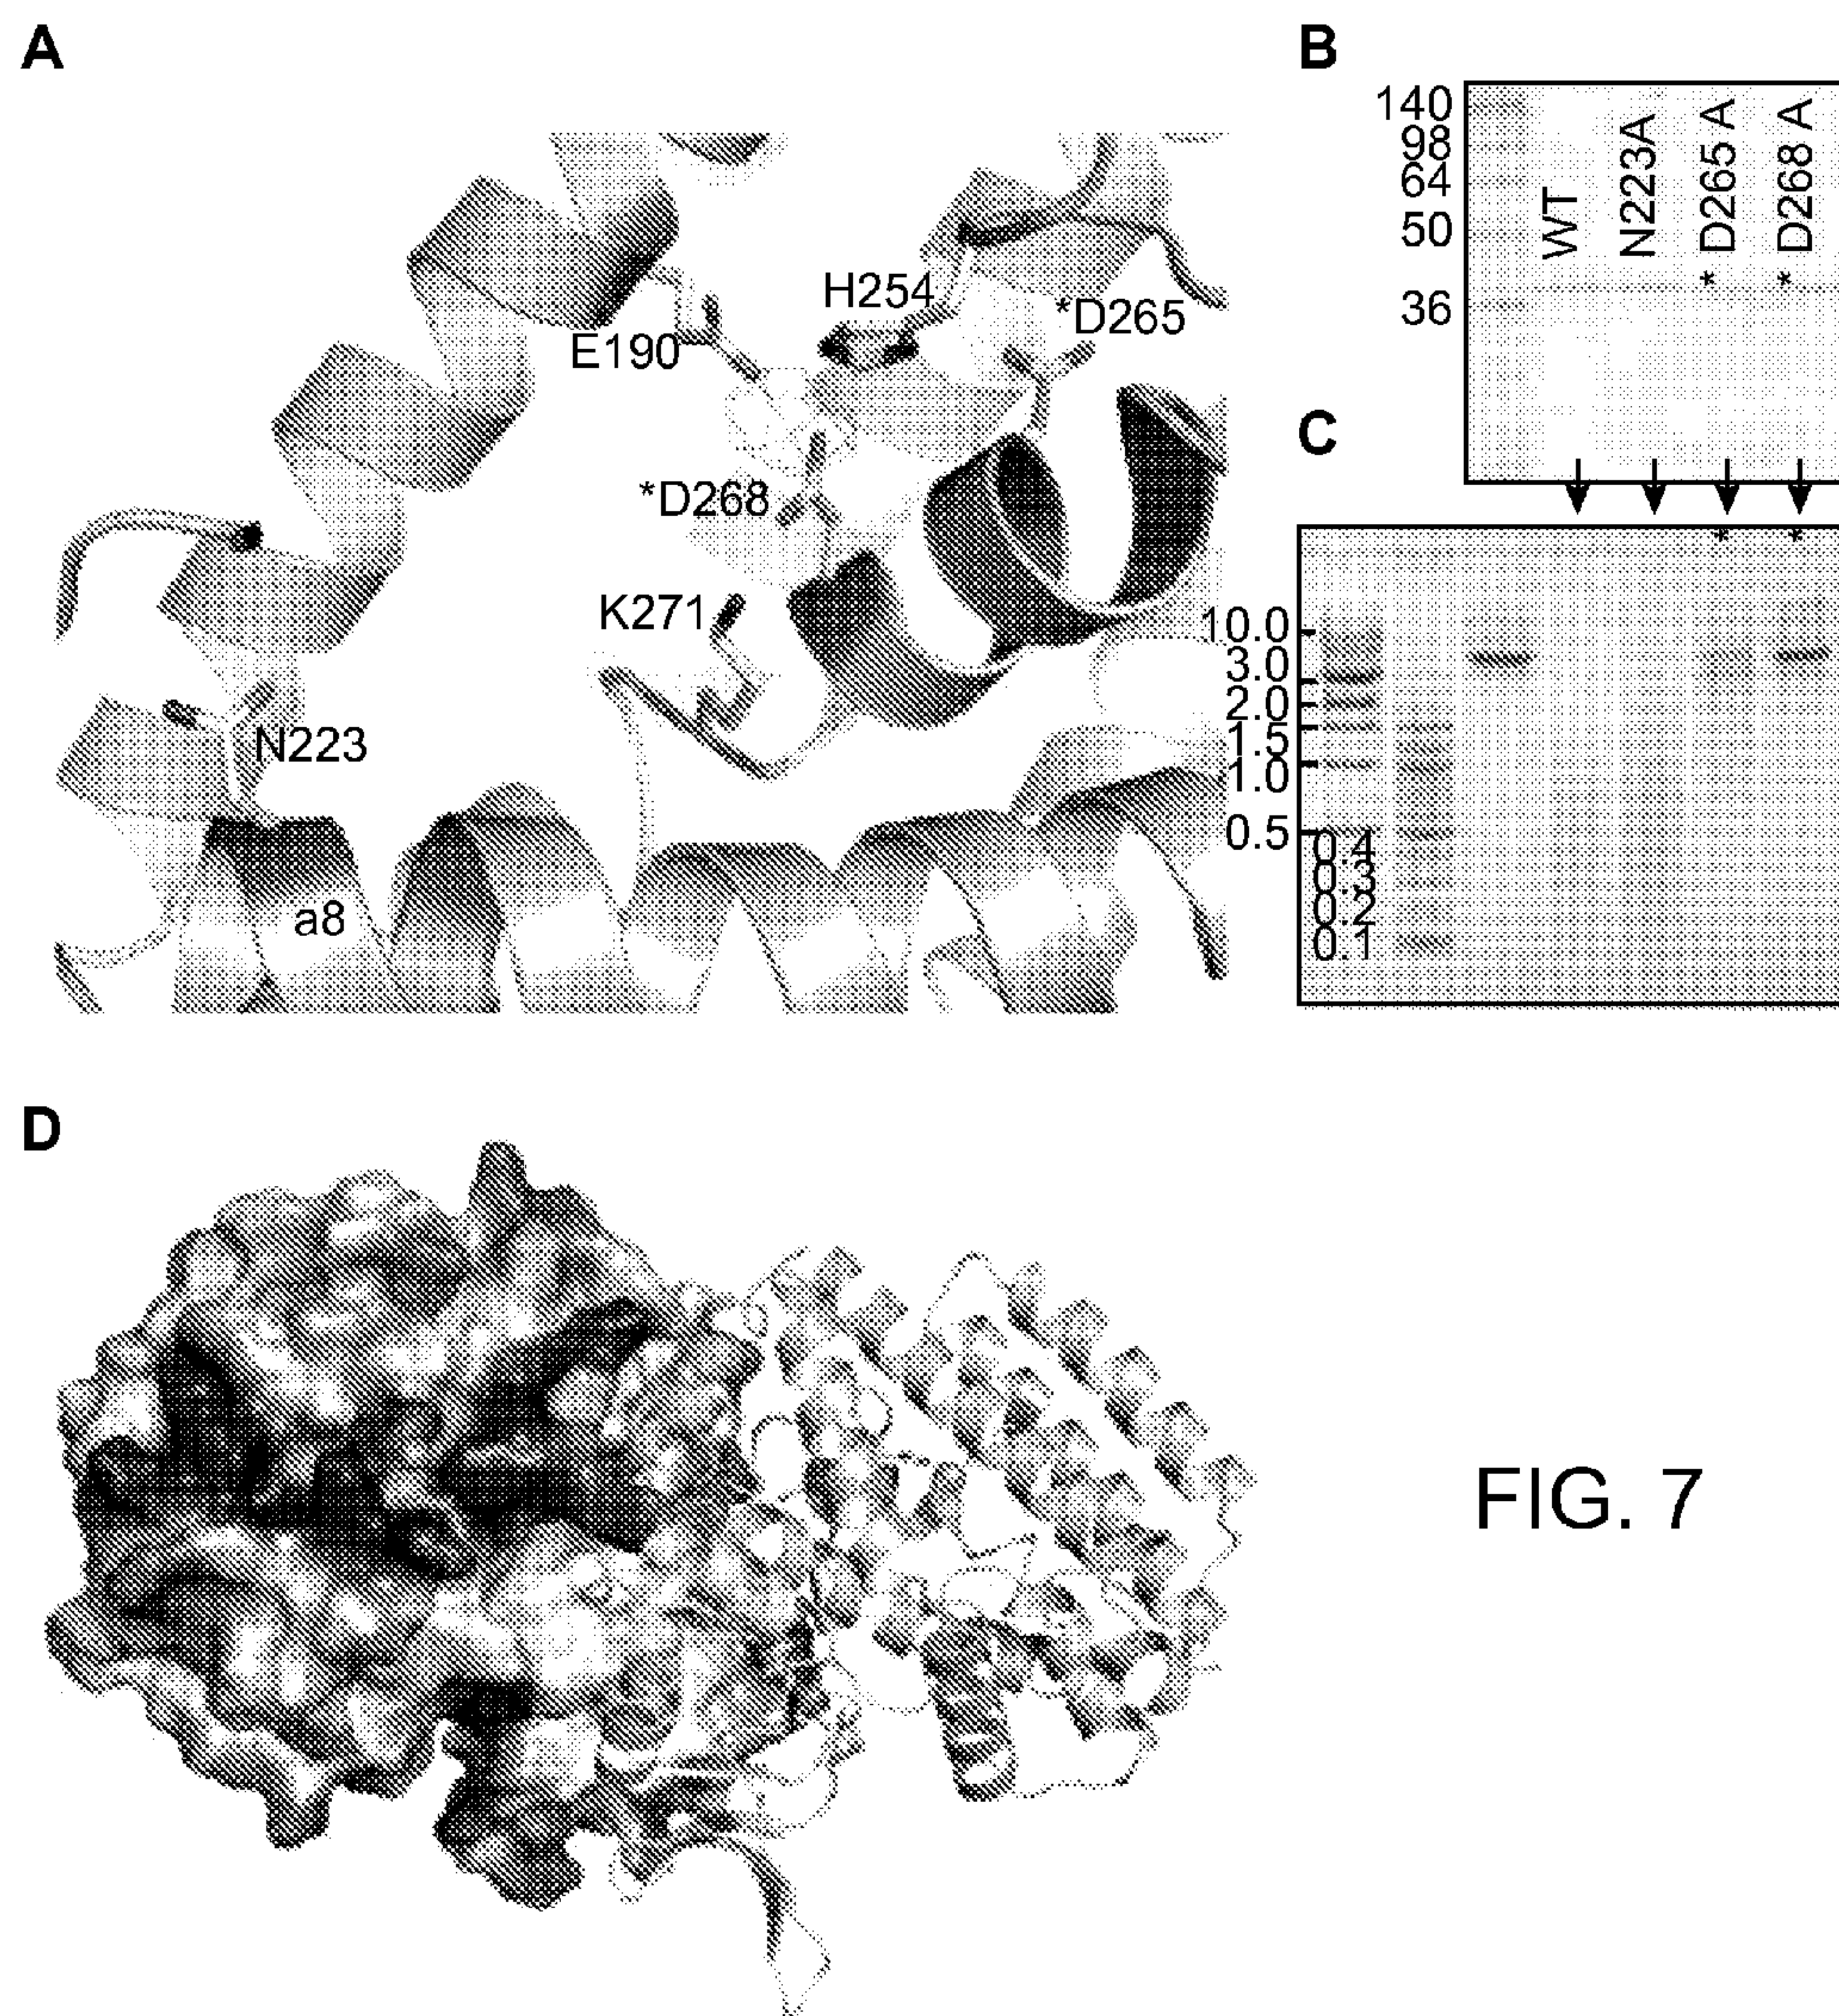 A
H254
*D265
E190
*D268
K271
N223
a8
B
140
98
64
50
36
WT
N223A
* D265 A
* D268 A
C
* *
10.0
3.0
2.0
1.5
1.0
0.5
0.4
0.3
0.2
0.1
D
FIG. 7